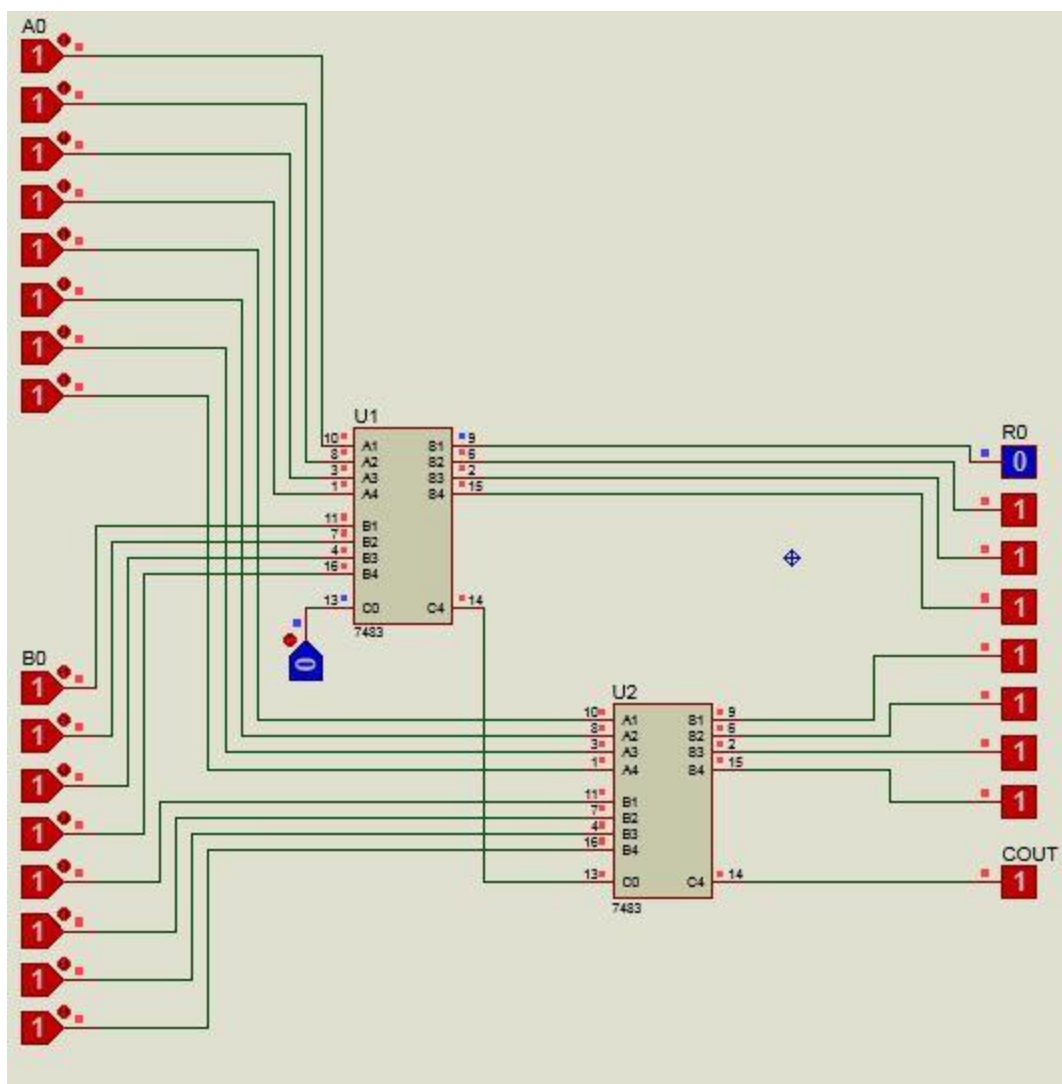 A0
1
1
1
1
1
1
1
1
U1
10 A1 S1 9
8 A2 S2 6
3 A3 S3 2
1 A4 S4 15
11 B1
7 B2
4 B3
16 B4
13 C0 C4 14
7483
0
R0
0
1
1
1
1
1
1
1
B0
1
1
1
1
1
1
1
1
U2
10 A1 S1 9
8 A2 S2 6
3 A3 S3 2
1 A4 S4 15
11 B1
7 B2
4 B3
16 B4
13 C0 C4 14
7483
COUT
1